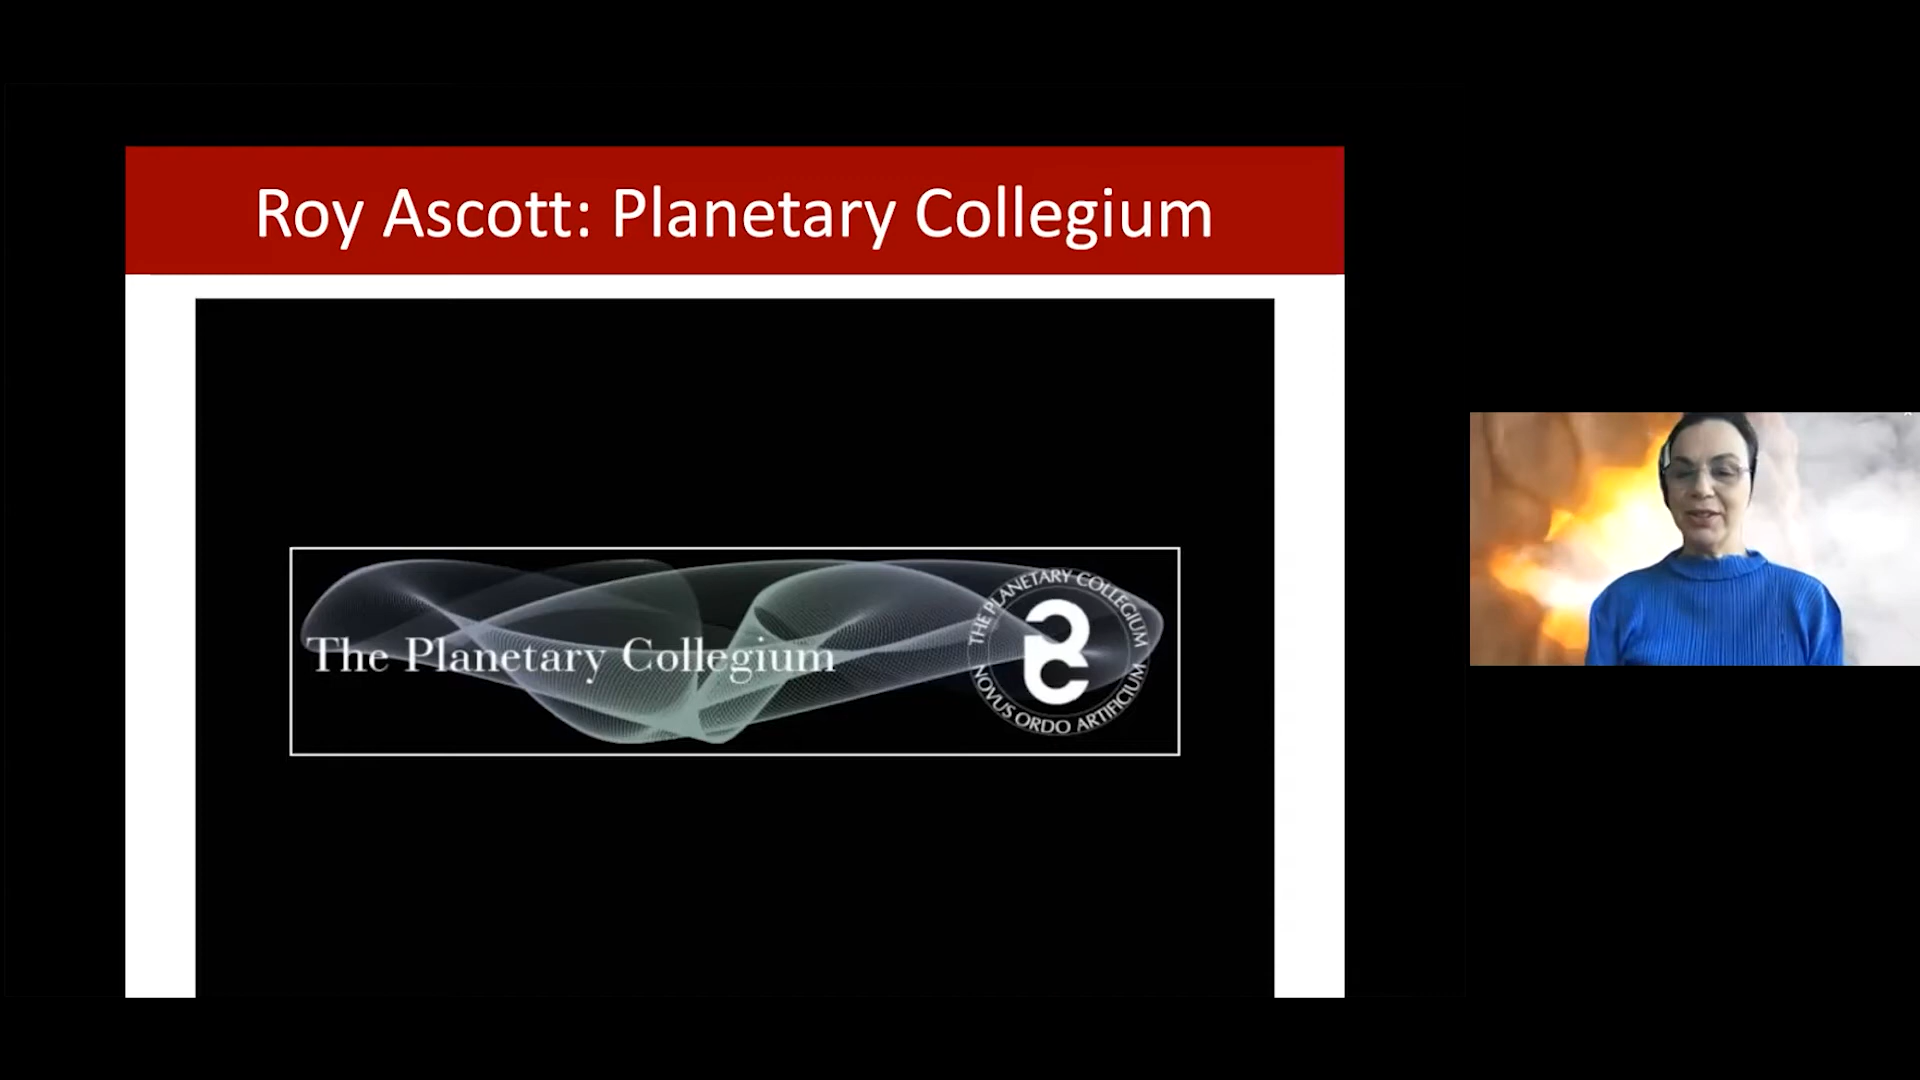 Roy Ascott: Planetary Collegium
The Planetary Collegium
THE PLANETARY COLLEGIUM
NOVUS ORDO ARTIFICIUM